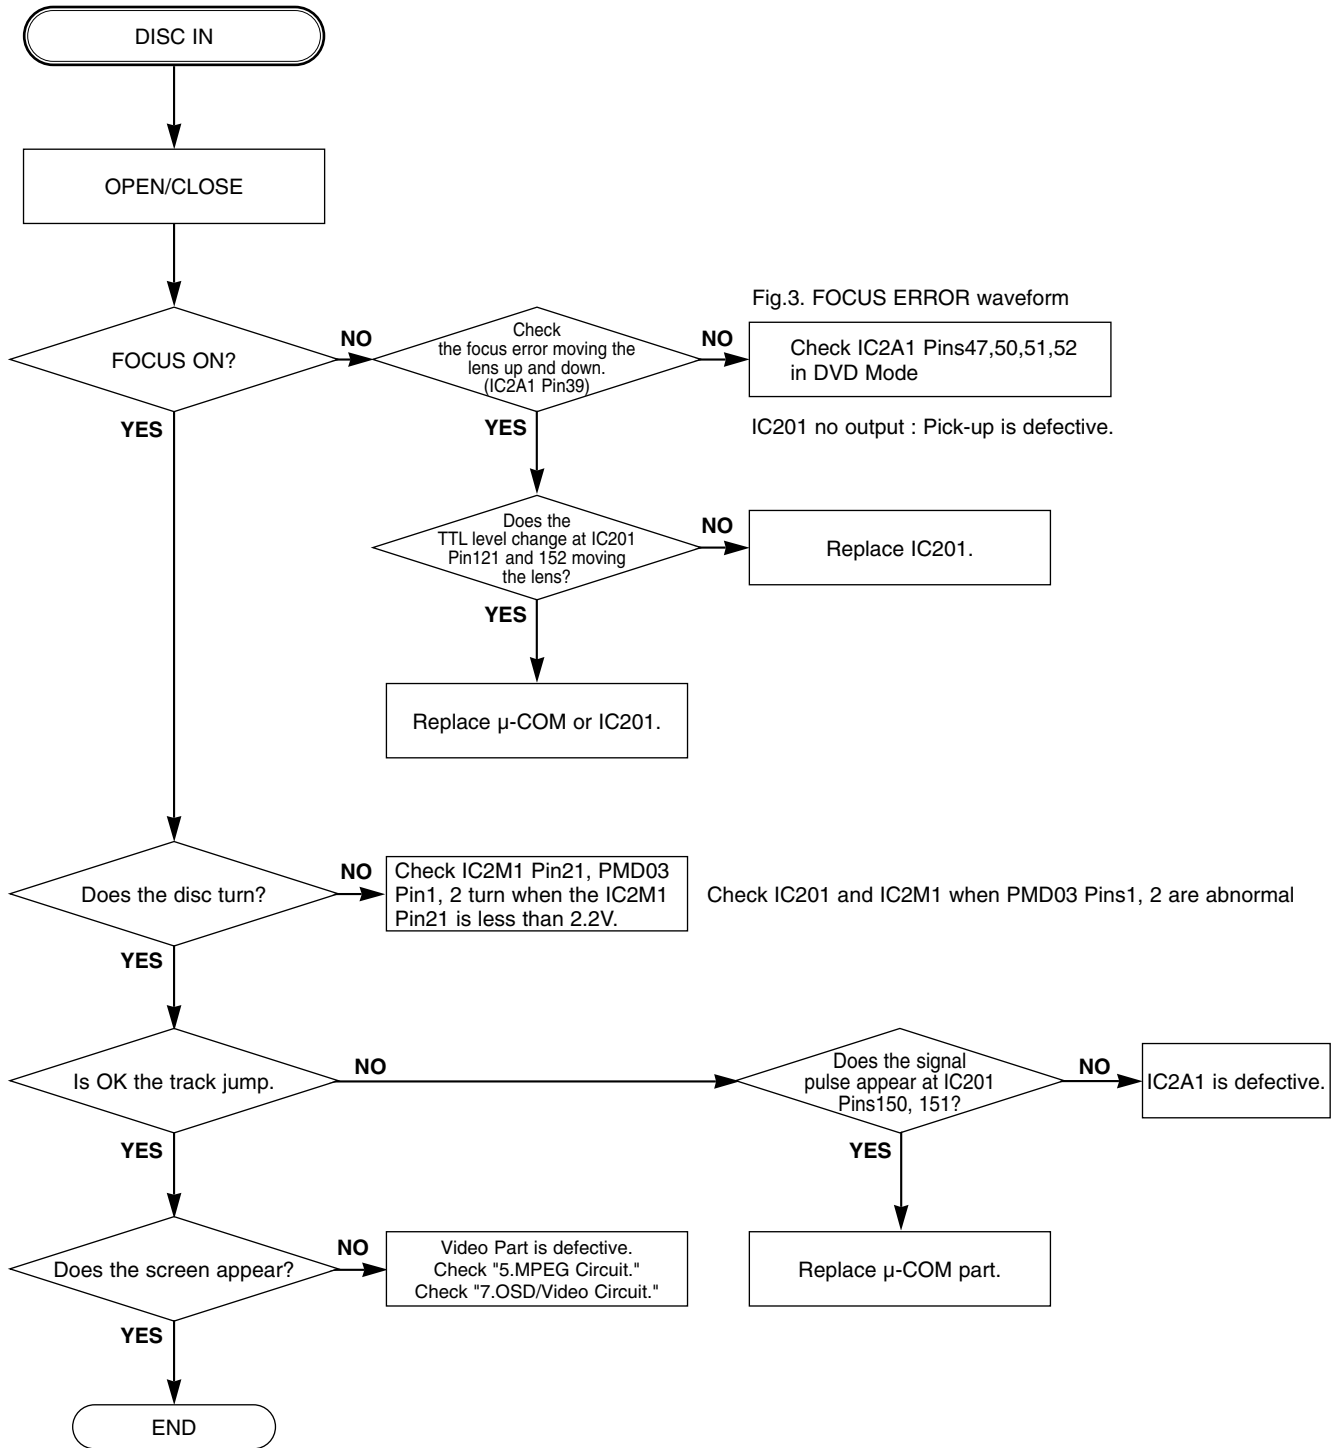 DISC IN
OPEN/CLOSE
FOCUS ON?
NO
YES
Check
the focus error moving the
lens up and down.
(IC2A1 Pin39)
NO
YES
Fig.3. FOCUS ERROR waveform
Check IC2A1 Pins47,50,51,52
in DVD Mode
IC201 no output : Pick-up is defective.
Does the
TTL level change at IC201
Pin121 and 152 moving
the lens?
NO
YES
Replace IC201.
Replace µ-COM or IC201.
Does the disc turn?
NO
YES
Check IC2M1 Pin21, PMD03
Pin1, 2 turn when the IC2M1
Pin21 is less than 2.2V.
Check IC201 and IC2M1 when PMD03 Pins1, 2 are abnormal
Is OK the track jump.
NO
YES
Does the signal
pulse appear at IC201
Pins150, 151?
NO
YES
IC2A1 is defective.
Replace µ-COM part.
Does the screen appear?
NO
YES
Video Part is defective.
Check "5.MPEG Circuit."
Check "7.OSD/Video Circuit."
END